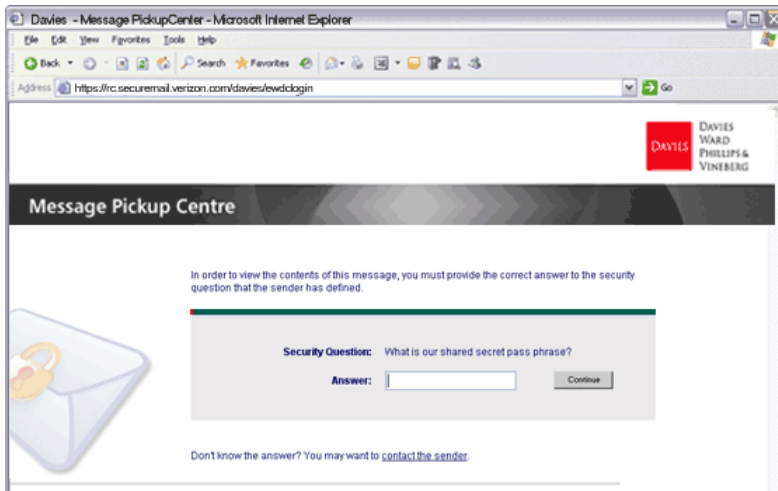 Davies - Message PickupCenter - Microsoft Internet Explorer
File Edit View Favorites Tools Help
Back Search Favorites
Address https://rc.securemail.verizon.com/davies/ewdclogin Go
DAVIES
DAVIES
WARD
PHILLIPS &
VINEBERG
Message Pickup Centre
In order to view the contents of this message, you must provide the correct answer to the security
question that the sender has defined.
Security Question: What is our shared secret pass phrase?
Answer: Continue
Don't know the answer? You may want to contact the sender.